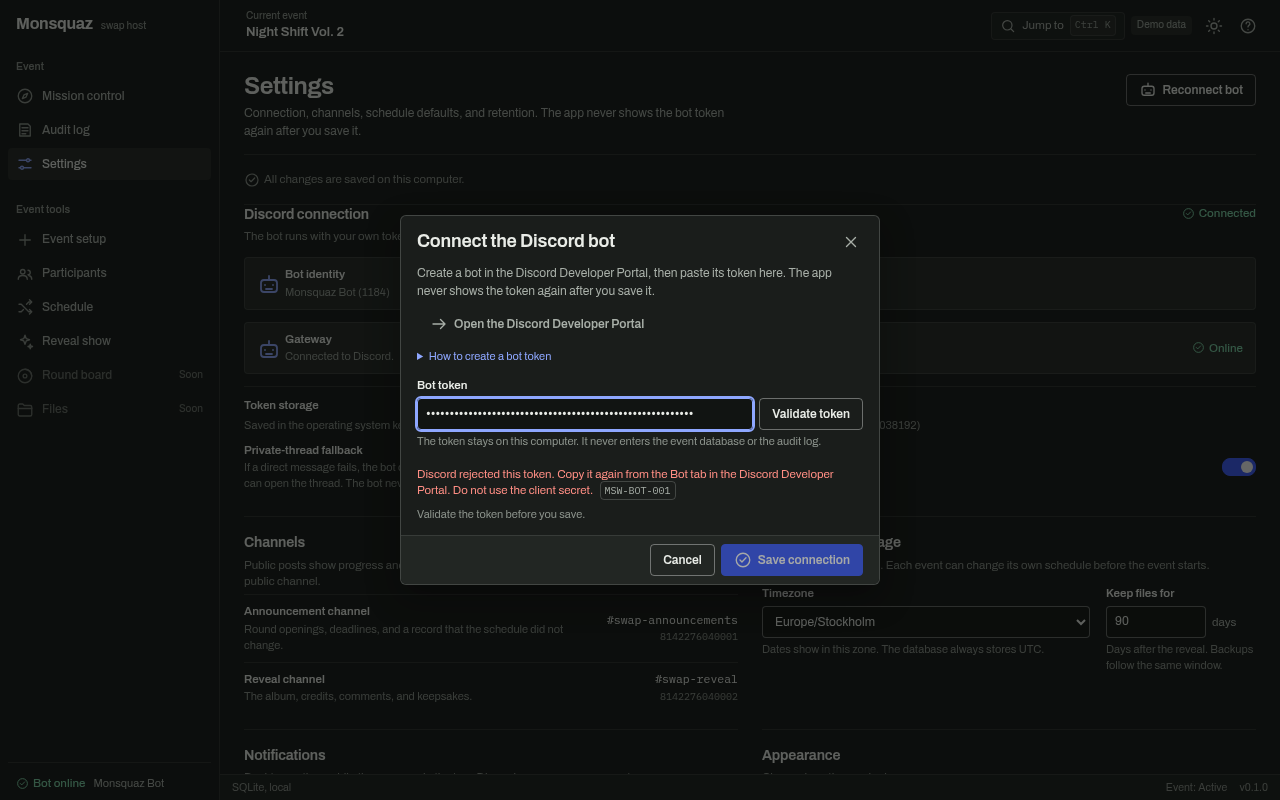 Monsquaz swap host
Current event
Night Shift Vol. 2
Jump to Ctrl K
Demo data
Event
Mission control
Audit log
Settings
Event tools
Event setup
Participants
Schedule
Reveal show
Round board Soon
Files Soon
Bot online Monsquaz Bot
Settings
Connection, channels, schedule defaults, and retention. The app never shows the bot token
again after you save it.
Reconnect bot
All changes are saved on this computer.
Discord connection
Connected
The bot runs with your own toke
Bot identity
Monsquaz Bot (1184)
Gateway
Connected to Discord.
Online
Token storage
Saved in the operating system ke
038192)
Private-thread fallback
If a direct message fails, the bot
can open the thread. The bot nev
Connect the Discord bot
Create a bot in the Discord Developer Portal, then paste its token here. The app
never shows the token again after you save it.
Open the Discord Developer Portal
How to create a bot token
Bot token
Validate token
The token stays on this computer. It never enters the event database or the audit log.
Discord rejected this token. Copy it again from the Bot tab in the Discord Developer
Portal. Do not use the client secret. MSW-BOT-001
Validate the token before you save.
Cancel
Save connection
Channels
Public posts show progress and
public channel.
Announcement channel
Round openings, deadlines, and a record that the schedule did not
change.
#swap-announcements
8142276040001
Reveal channel
The album, credits, comments, and keepsakes.
#swap-reveal
8142276040002
age
. Each event can change its own schedule before the event starts.
Timezone
Europe/Stockholm
Dates show in this zone. The database always stores UTC.
Keep files for
90 days
Days after the reveal. Backups
follow the same window.
Notifications
Appearance
SQLite, local
Event: Active v0.1.0